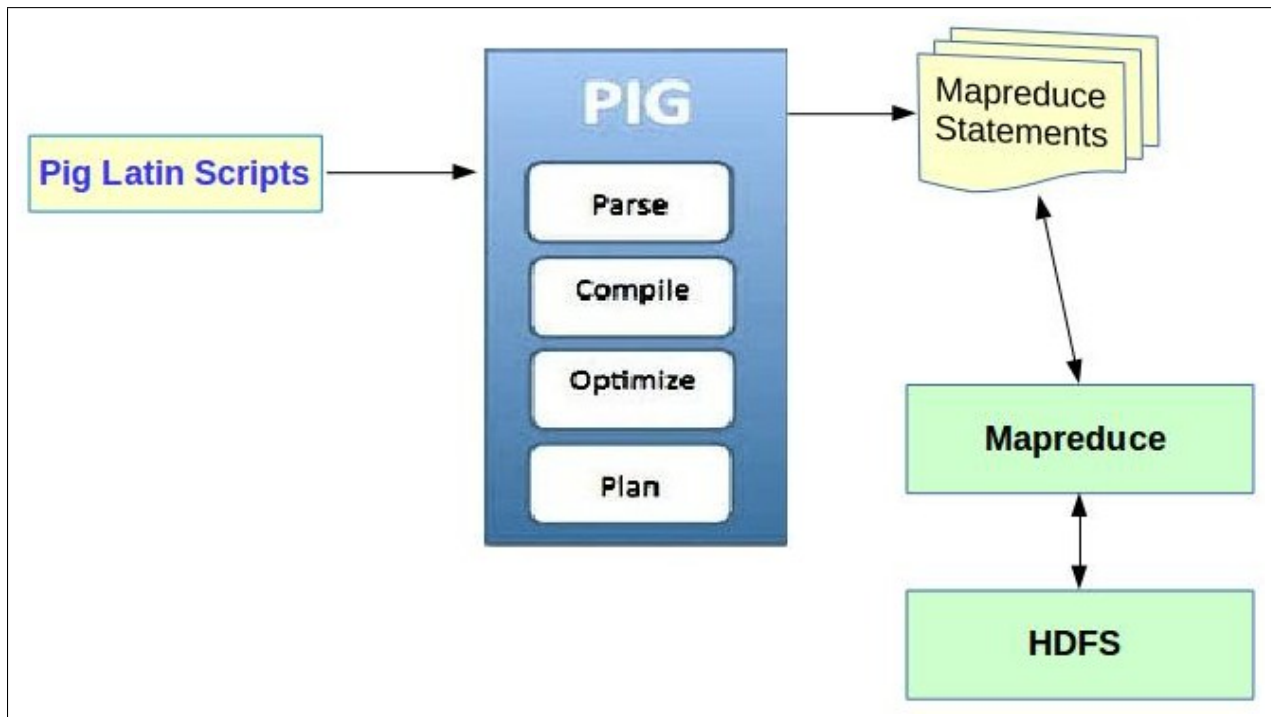 Pig Latin Scripts
PIG
Parse
Compile
Optimize
Plan
Mapreduce
Statements
Mapreduce
HDFS